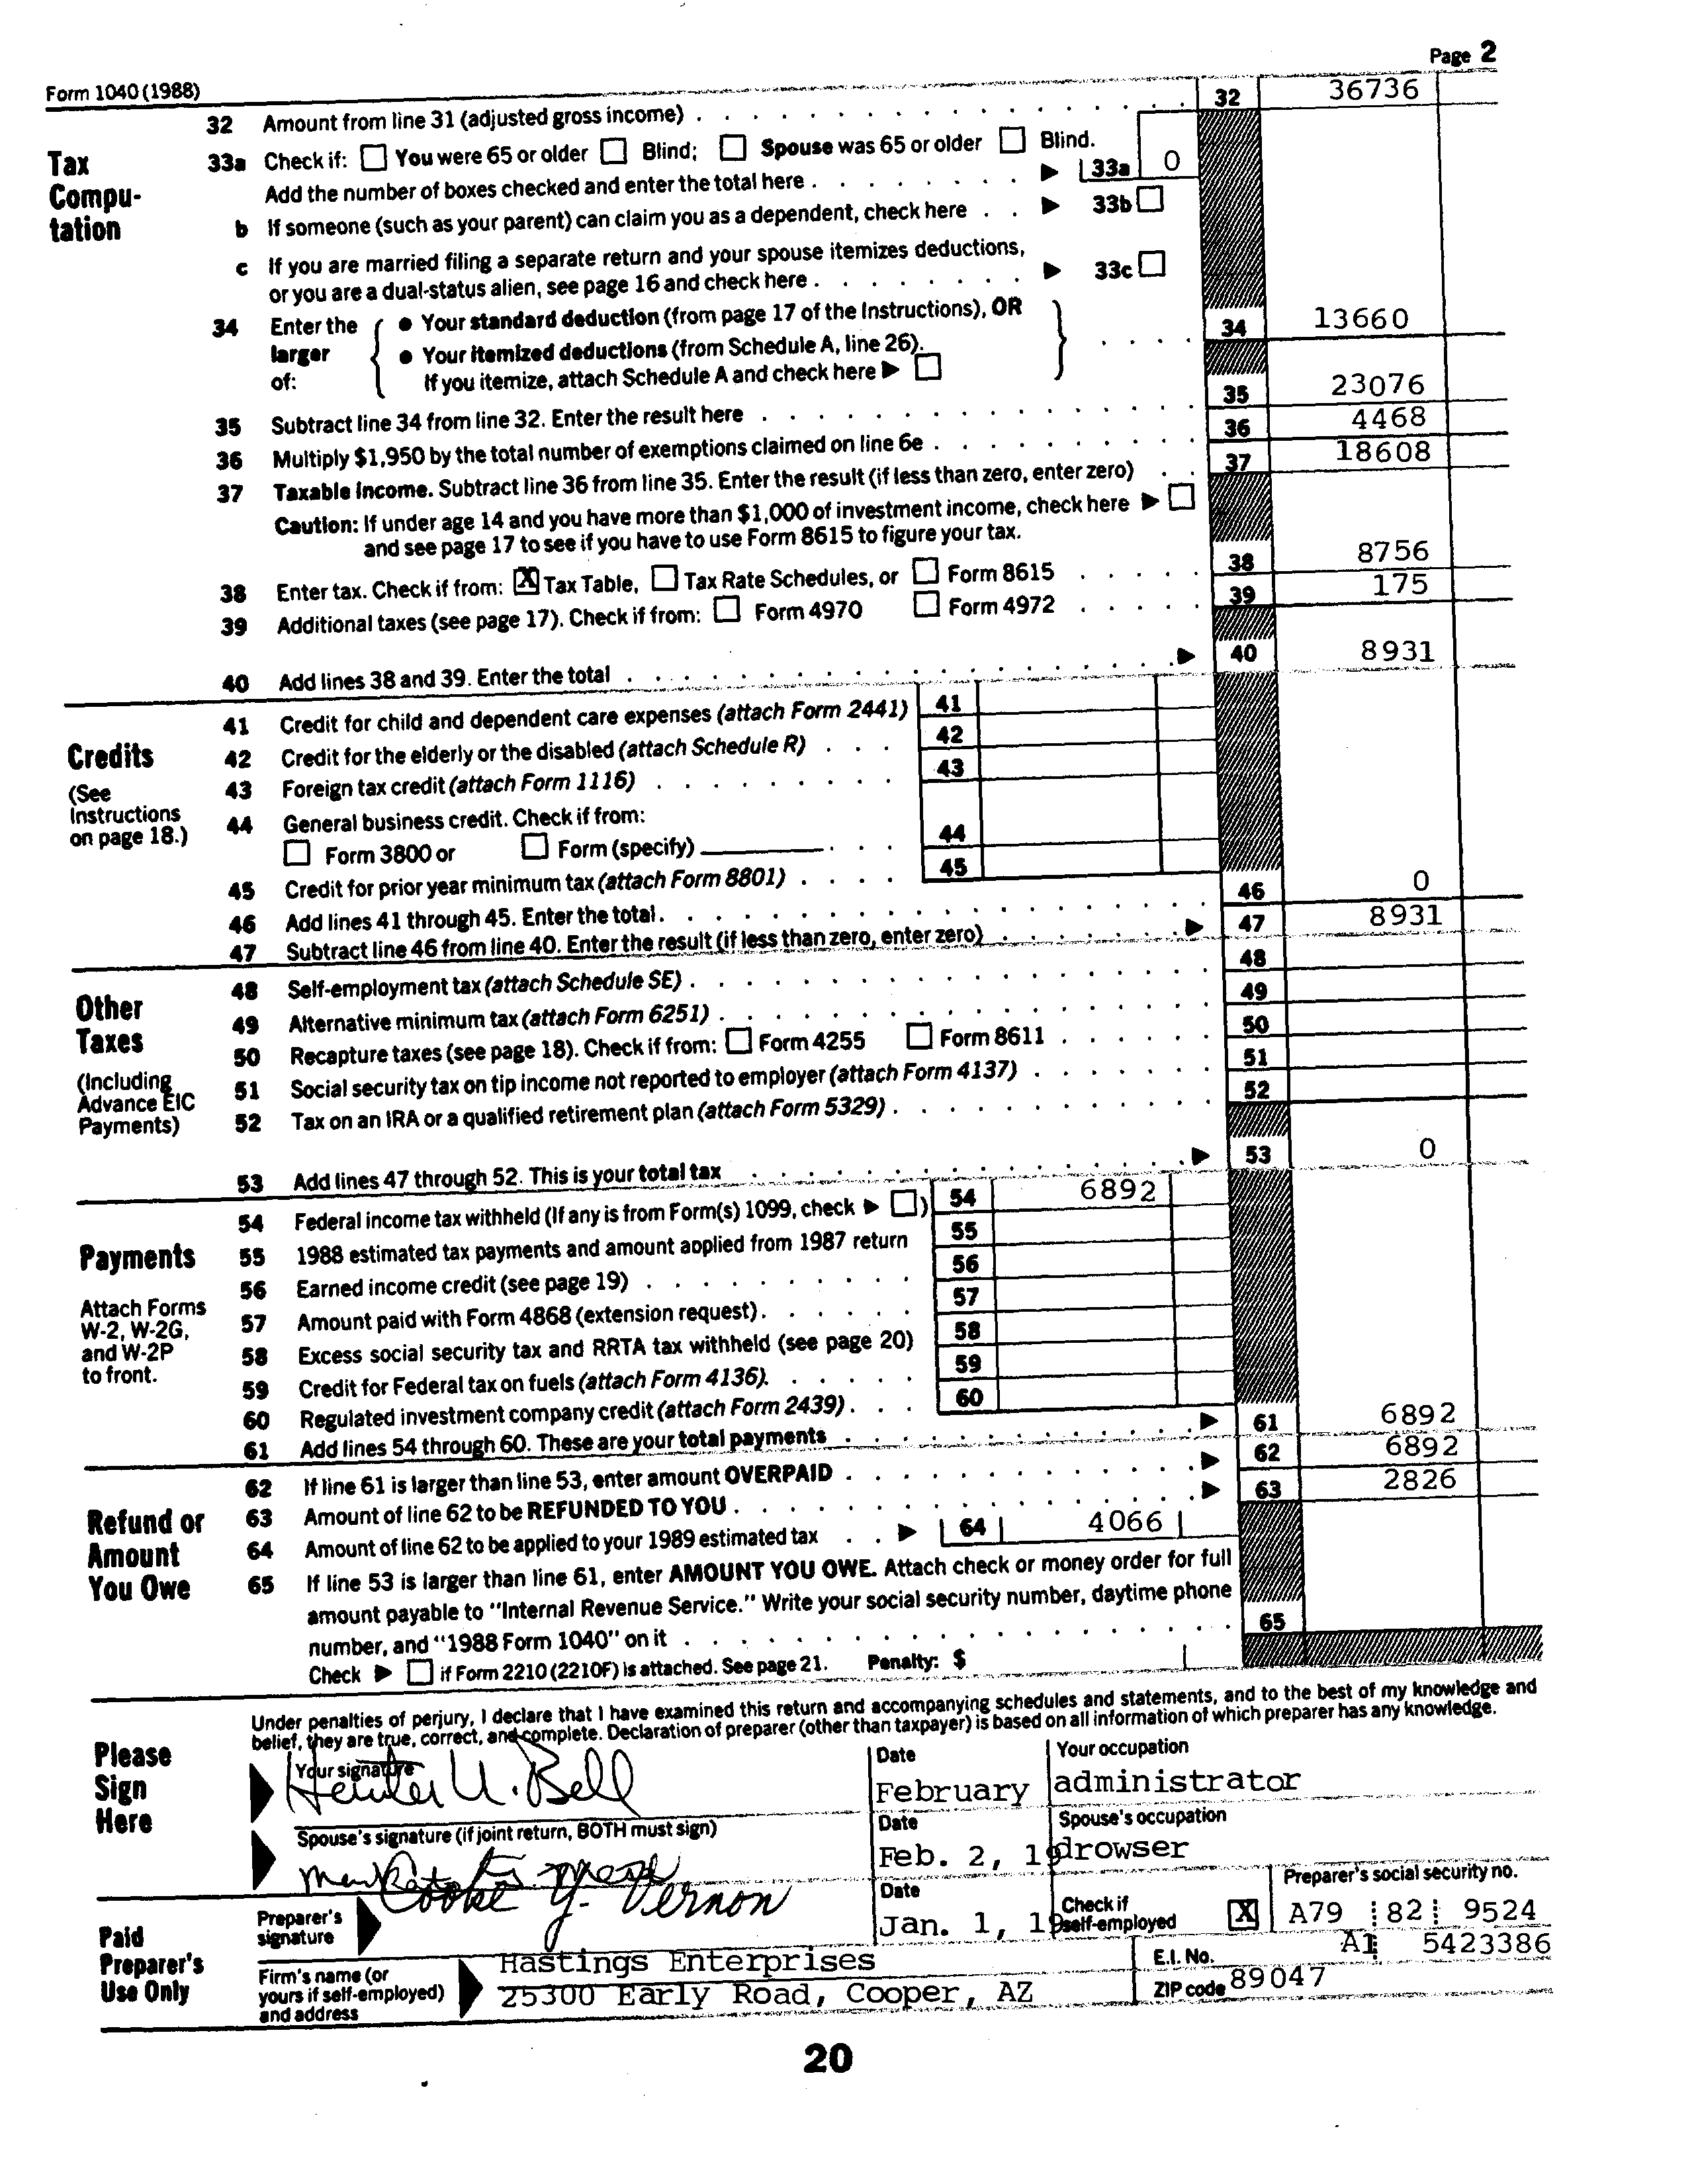 Page 2
Form 1040 (1988)
32 Amount from line 31 (adjusted gross income) . . . . . . . . . . . . . . . . 32 36736
Tax Compu- tation
33a Check if: You were 65 or older Blind; Spouse was 65 or older Blind.
Add the number of boxes checked and enter the total here . . . . . . . . ▶ 33a 0
b If someone (such as your parent) can claim you as a dependent, check here . . ▶ 33b
c If you are married filing a separate return and your spouse itemizes deductions,
or you are a dual-status alien, see page 16 and check here . . . . . . . . ▶ 33c
34 Enter the larger of:
● Your standard deduction (from page 17 of the Instructions), OR
● Your itemized deductions (from Schedule A, line 26).
If you itemize, attach Schedule A and check here ▶
. . . . 34 13660
35 Subtract line 34 from line 32. Enter the result here . . . . . . . . . . . . . . 35 23076
36 Multiply $1,950 by the total number of exemptions claimed on line 6e . . . . . . . . . . 36 4468
37 Taxable income. Subtract line 36 from line 35. Enter the result (if less than zero, enter zero) . . 37 18608
Caution: If under age 14 and you have more than $1,000 of investment income, check here ▶
and see page 17 to see if you have to use Form 8615 to figure your tax.
38 Enter tax. Check if from: X Tax Table, Tax Rate Schedules, or Form 8615 . . . . . 38 8756
39 Additional taxes (see page 17). Check if from: Form 4970 Form 4972 . . . . . 39 175
40 Add lines 38 and 39. Enter the total . . . . . . . . . . . . . . . . . . ▶ 40 8931
Credits
(See Instructions on page 18.)
41 Credit for child and dependent care expenses (attach Form 2441) 41
42 Credit for the elderly or the disabled (attach Schedule R) . . . 42
43 Foreign tax credit (attach Form 1116) . . . . . . . . . 43
44 General business credit. Check if from:
Form 3800 or Form (specify) . . . 44
45 Credit for prior year minimum tax (attach Form 8801) . . . . 45
46 Add lines 41 through 45. Enter the total . . . . . . . . . . . . . . . . . 46 0
47 Subtract line 46 from line 40. Enter the result (if less than zero, enter zero) . . . . . . . ▶ 47 8931
Other Taxes
(Including Advance EIC Payments)
48 Self-employment tax (attach Schedule SE) . . . . . . . . . . . . . . . . 48
49 Alternative minimum tax (attach Form 6251) . . . . . . . . . . . . . . . 49
50 Recapture taxes (see page 18). Check if from: Form 4255 Form 8611 . . . . . . 50
51 Social security tax on tip income not reported to employer (attach Form 4137) . . . . . . . 51
52 Tax on an IRA or a qualified retirement plan (attach Form 5329) . . . . . . . . . . . . 52
53 Add lines 47 through 52. This is your total tax . . . . . . . . . . . . . . . ▶ 53 0
Payments
Attach Forms W-2, W-2G, and W-2P to front.
54 Federal income tax withheld (If any is from Form(s) 1099, check ▶ ) 54 6892
55 1988 estimated tax payments and amount applied from 1987 return 55
56 Earned income credit (see page 19) . . . . . . . . . . 56
57 Amount paid with Form 4868 (extension request) . . . . . . 57
58 Excess social security tax and RRTA tax withheld (see page 20) 58
59 Credit for Federal tax on fuels (attach Form 4136). . . . . . 59
60 Regulated investment company credit (attach Form 2439) . . . 60
61 Add lines 54 through 60. These are your total payments . . . . . . . . . . . . ▶ 61 6892
Refund or Amount You Owe
62 If line 61 is larger than line 53, enter amount OVERPAID . . . . . . . . . . . . ▶ 62 6892
63 Amount of line 62 to be REFUNDED TO YOU . . . . . . . . . . . . . . . . ▶ 63 2826
64 Amount of line 62 to be applied to your 1989 estimated tax . . ▶ 64 4066
65 If line 53 is larger than line 61, enter AMOUNT YOU OWE. Attach check or money order for full
amount payable to "Internal Revenue Service." Write your social security number, daytime phone
number, and "1988 Form 1040" on it . . . . . . . . . . . . . . . . . 65
Check ▶ if Form 2210 (2210F) is attached. See page 21. Penalty: $
Please Sign Here
Under penalties of perjury, I declare that I have examined this return and accompanying schedules and statements, and to the best of my knowledge and
belief, they are true, correct, and complete. Declaration of preparer (other than taxpayer) is based on all information of which preparer has any knowledge.
Your signature U. Bell
Date February
Your occupation administrator
Spouse's signature (if joint return, BOTH must sign)
Date Feb. 2, 19
Spouse's occupation drowser
Paid Preparer's Use Only
Preparer's signature Cooke Y. Vernon
Date Jan. 1, 19
Check if self-employed X
Preparer's social security no. A79 82 9524
Firm's name (or yours if self-employed) and address
Hastings Enterprises
25300 Early Road, Cooper, AZ
E.I. No. A1 5423386
ZIP code 89047
20